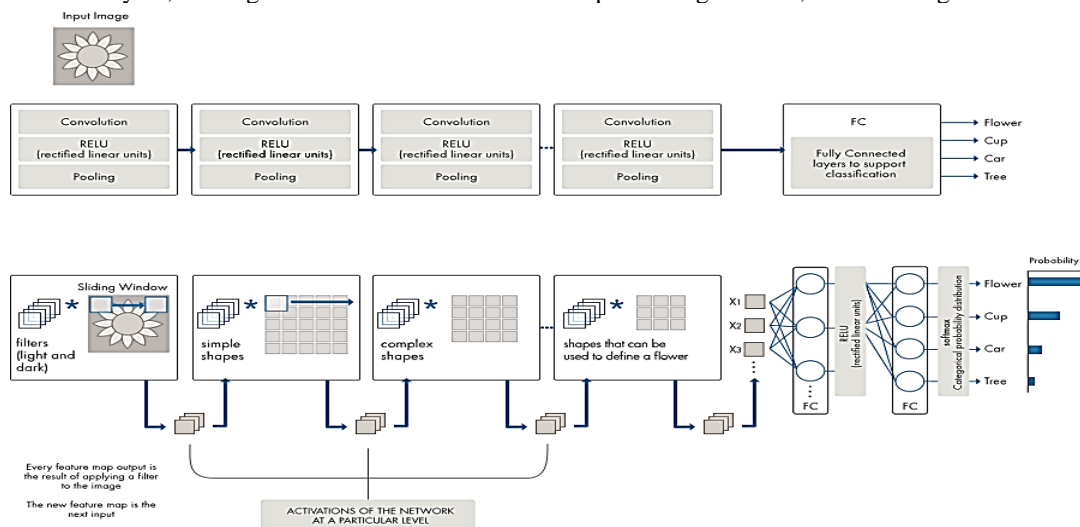 Input Image
Convolution
RELU
(rectified linear units)
Pooling
Convolution
RELU
(rectified linear units)
Pooling
Convolution
RELU
(rectified linear units)
Pooling
Convolution
RELU
(rectified linear units)
Pooling
FC
Fully Connected
layers to support
classification
Flower
Cup
Car
Tree
Sliding Window
*
filters
(light and
dark)
*
simple
shapes
*
complex
shapes
*
shapes that can be
used to define a flower
X1
X2
X3
FC
RELU
(rectified linear units)
FC
softmax
Categorical probability distribution
Probability
Flower
Cup
Car
Tree
Every feature map output is
the result of applying a filter
to the image
The new feature map is the
next input
ACTIVATIONS OF THE NETWORK
AT A PARTICULAR LEVEL